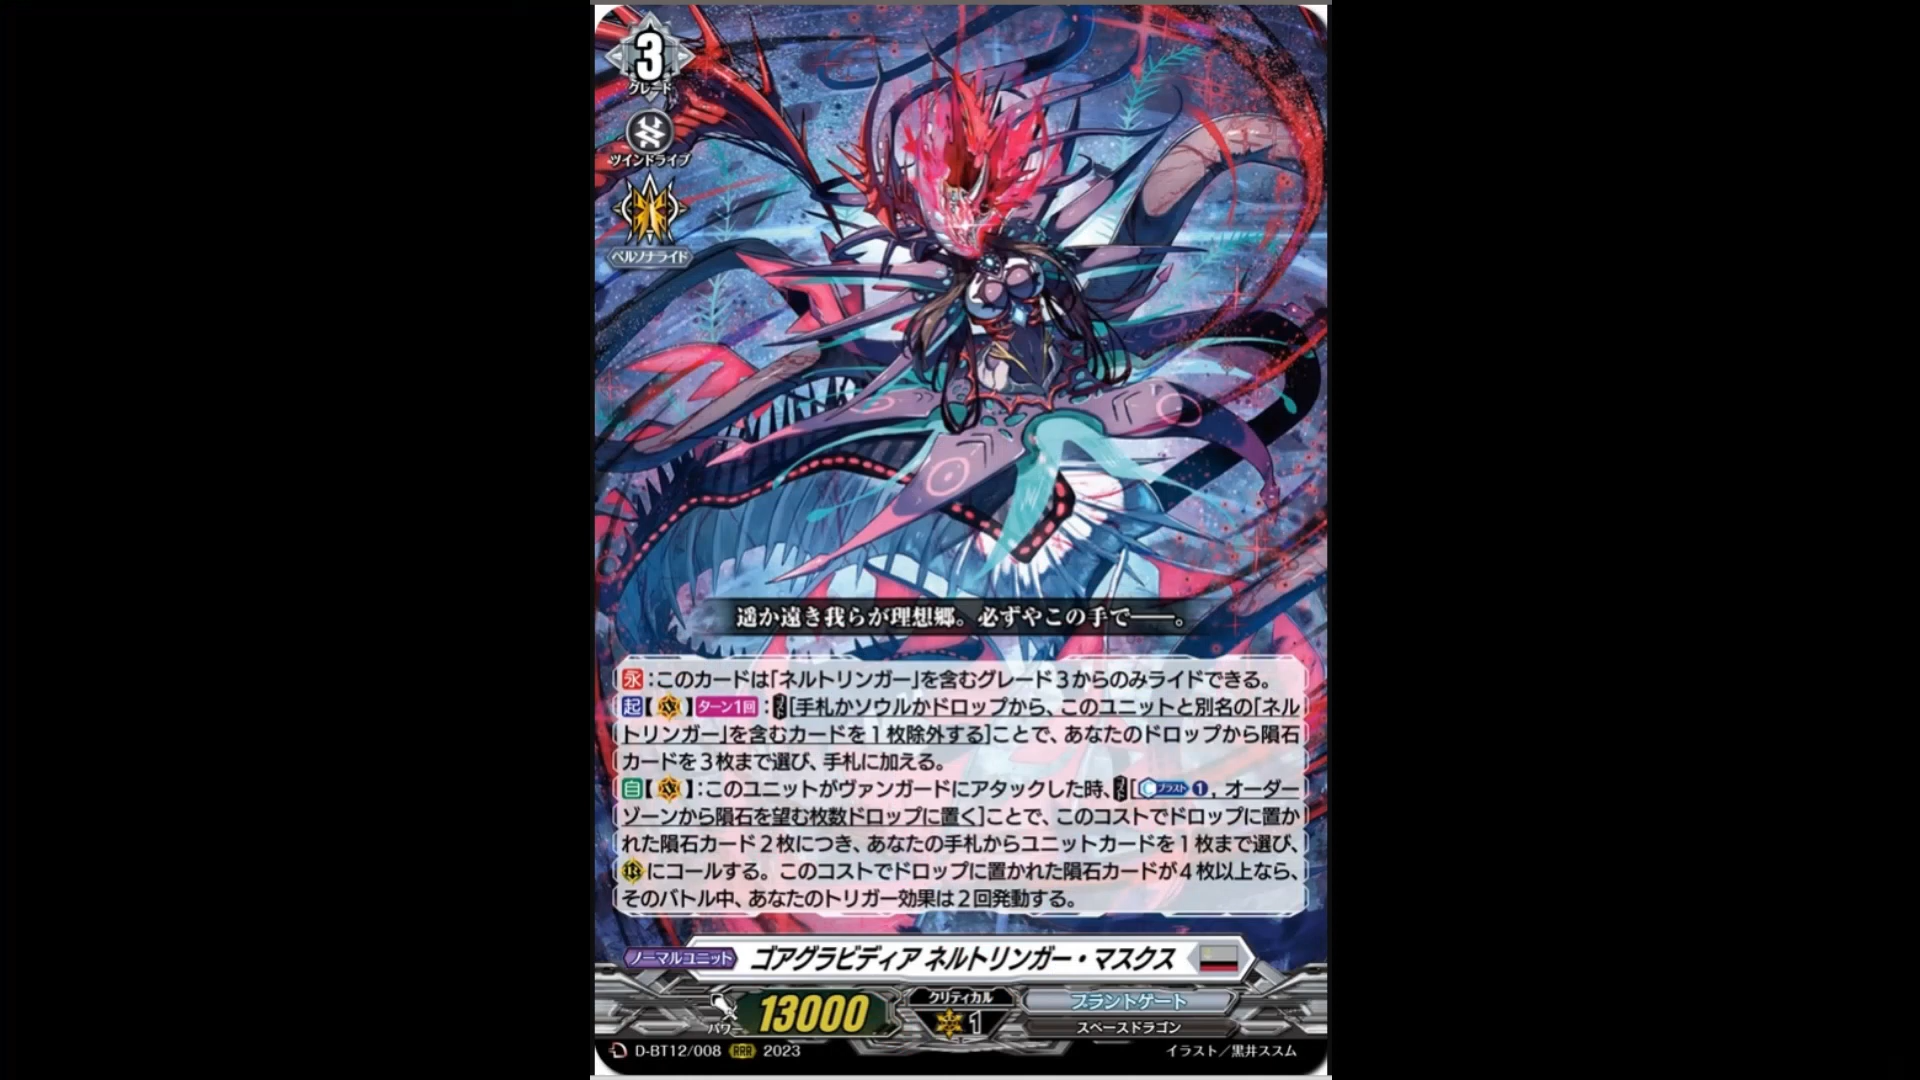 3
グレード
ツインドライブ
ペルソナライド
遥か遠き我らが理想郷。必ずやこの手で――。
永:このカードは「ネルトリンガー」を含むグレード3からのみライドできる。
起【】ターン1回:コスト[手札かソウルかドロップから、このユニットと別名の「ネル
トリンガー」を含むカードを1枚除外する]ことで、あなたのドロップから隕石
カードを3枚まで選び、手札に加える。
自【】:このユニットがヴァンガードにアタックした時、コスト[Cブラスト1, オーダー
ゾーンから隕石を望む枚数ドロップに置く]ことで、このコストでドロップに置か
れた隕石カード2枚につき、あなたの手札からユニットカードを1枚まで選び、
Rにコールする。このコストでドロップに置かれた隕石カードが4枚以上なら、
そのバトル中、あなたのトリガー効果は2回発動する。
ノーマルユニット ゴアグラビディア ネルトリンガー・マスクス
パワー 13000 クリティカル 1 ブラントゲート
スペースドラゴン
D-BT12/008 RRR 2023 イラスト/黒井ススム